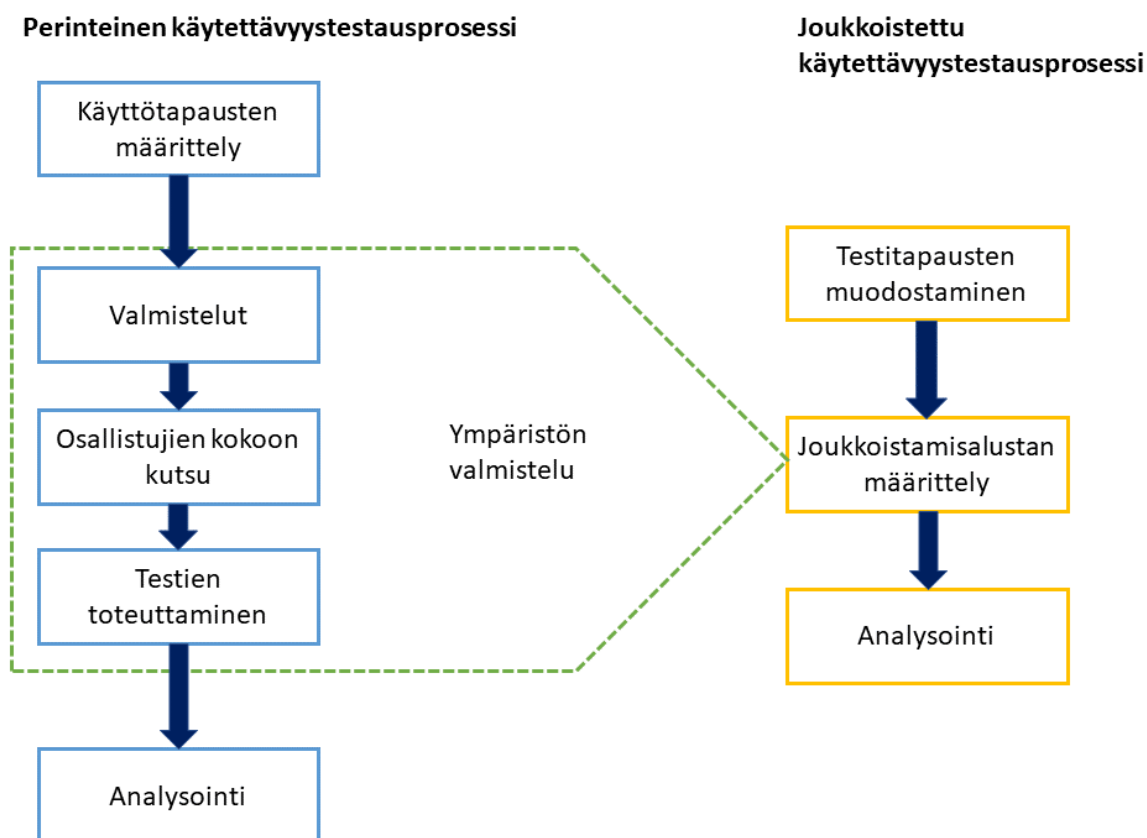 Perinteinen käytettävyystestausprosessi
Joukkoistettu
käytettävyystestausprosessi
Käyttötapausten
määrittely
Valmistelut
Osallistujien kokoon
kutsu
Testien
toteuttaminen
Analysointi
Ympäristön
valmistelu
Testitapausten
muodostaminen
Joukkoistamisalustan
määrittely
Analysointi